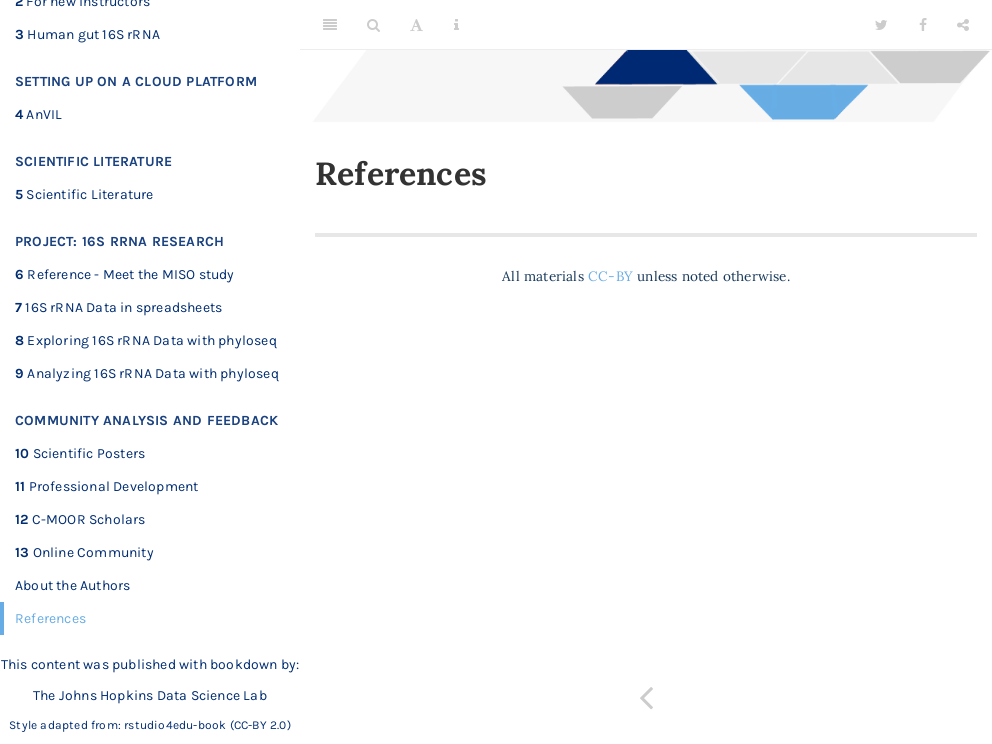 2 For new instructors
3 Human gut 16S rRNA
SETTING UP ON A CLOUD PLATFORM
4 AnVIL
SCIENTIFIC LITERATURE
5 Scientific Literature
PROJECT: 16S RRNA RESEARCH
6 Reference - Meet the MISO study
7 16S rRNA Data in spreadsheets
8 Exploring 16S rRNA Data with phyloseq
9 Analyzing 16S rRNA Data with phyloseq
COMMUNITY ANALYSIS AND FEEDBACK
10 Scientific Posters
11 Professional Development
12 C-MOOR Scholars
13 Online Community
About the Authors
References
This content was published with bookdown by:
The Johns Hopkins Data Science Lab
Style adapted from: rstudio4edu-book (CC-BY 2.0)
A
References
All materials CC-BY unless noted otherwise.